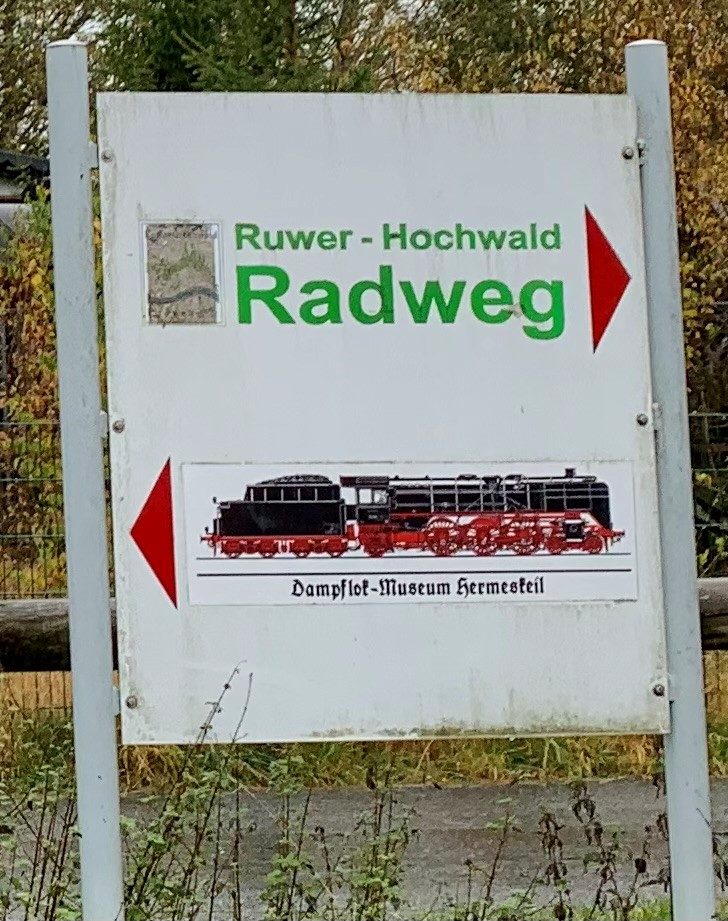 Ruwer - Hochwald
Radweg
Dampflok-Museum Hermeskeil